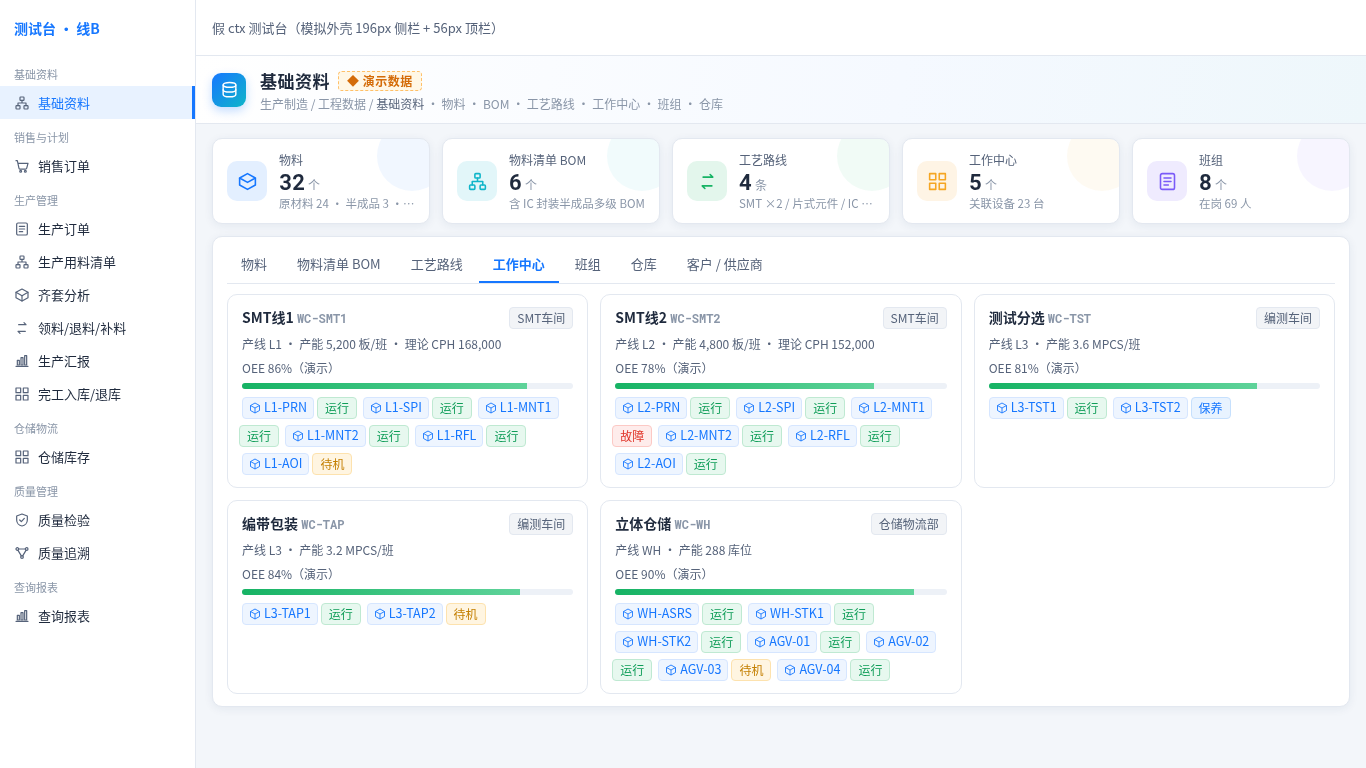 测试台 · 线B
基础资料
基础资料
销售与计划
销售订单
生产管理
生产订单
生产用料清单
齐套分析
领料/退料/补料
生产汇报
完工入库/退库
仓储物流
仓储库存
质量管理
质量检验
质量追溯
查询报表
查询报表
假 ctx 测试台（模拟外壳 196px 侧栏 + 56px 顶栏）
基础资料 ◆ 演示数据
生产制造 / 工程数据 / 基础资料 · 物料 · BOM · 工艺路线 · 工作中心 · 班组 · 仓库
物料
32 个
原材料 24 · 半成品 3 · …
物料清单 BOM
6 个
含 IC 封装半成品多级 BOM
工艺路线
4 条
SMT ×2 / 片式元件 / IC …
工作中心
5 个
关联设备 23 台
班组
8 个
在岗 69 人
物料 物料清单 BOM 工艺路线 工作中心 班组 仓库 客户 / 供应商
SMT线1 WC-SMT1 SMT车间
产线 L1 · 产能 5,200 板/班 · 理论 CPH 168,000
OEE 86%（演示）
L1-PRN 运行 L1-SPI 运行 L1-MNT1
运行 L1-MNT2 运行 L1-RFL 运行
L1-AOI 待机
SMT线2 WC-SMT2 SMT车间
产线 L2 · 产能 4,800 板/班 · 理论 CPH 152,000
OEE 78%（演示）
L2-PRN 运行 L2-SPI 运行 L2-MNT1
故障 L2-MNT2 运行 L2-RFL 运行
L2-AOI 运行
测试分选 WC-TST 编测车间
产线 L3 · 产能 3.6 MPCS/班
OEE 81%（演示）
L3-TST1 运行 L3-TST2 保养
编带包装 WC-TAP 编测车间
产线 L3 · 产能 3.2 MPCS/班
OEE 84%（演示）
L3-TAP1 运行 L3-TAP2 待机
立体仓储 WC-WH 仓储物流部
产线 WH · 产能 288 库位
OEE 90%（演示）
WH-ASRS 运行 WH-STK1 运行
WH-STK2 运行 AGV-01 运行 AGV-02
运行 AGV-03 待机 AGV-04 运行